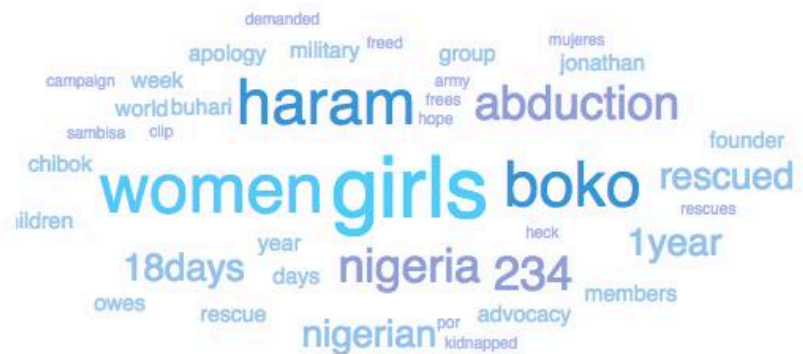 demanded
apology military freed group mujeres
jonathan
campaign week haram army abduction
world buhari frees
hope
sambisa clip founder
chibok women girls boko rescued
rescues
ildren heck
year 1year
18days days nigeria 234
members
owes rescue advocacy
nigerian por
kidnapped